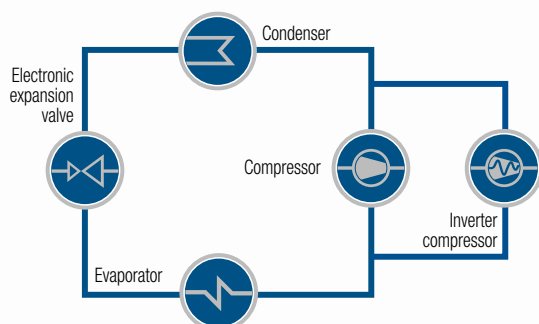 Condenser
Electronic
expansion
valve
Compressor
Inverter
compressor
Evaporator